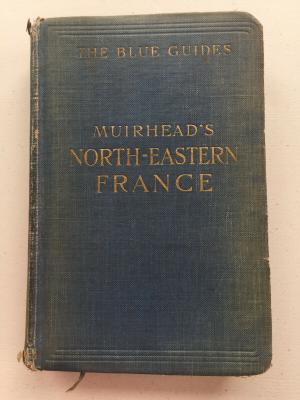 THE BLUE GUIDES
MUIRHEAD'S
NORTH-EASTERN
FRANCE